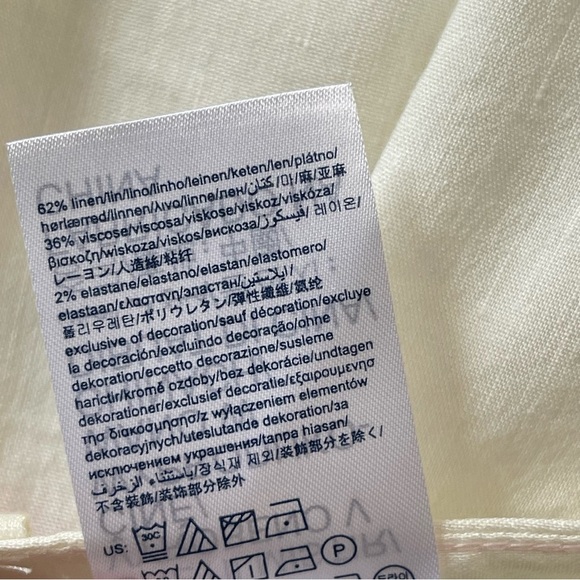 62% linen/lin/lino/linho/leinen/keten/len/plátno/
hørlærred/linnen/λινο/linne/лен/كتان/마/麻/亚麻
36% viscose/viscosa/viskose/viskoz/viskóza/
βισκοζη/wiskoza/viskos/вискоза/فيسكوز/레이온/
レーヨン/人造絲/粘纤
2% elastane/elastano/elastan/elastomero/
elastaan/ελαστανη/эластан/ايلاستين/
폴리우레탄/ポリウレタン/彈性纖維/氨纶
exclusive of decoration/sauf décoration/excluye
la decoración/excluindo decoração/ohne
dekoration/eccetto decorazione/susleme
harictir/kromě ozdoby/bez dekorácie/undtagen
dekorationer/exclusief decoratie/εξαιρουμενησ
τησ διακοσμησησ/z wyłączeniem elementów
dekoracyjnych/uteslutande dekoration/за
исключением украшения/tanpa hiasan/
باستثناء الزخرف/장식재 제외/装飾部分を除く/
不含裝飾/装饰部分除外
US: 30C
P